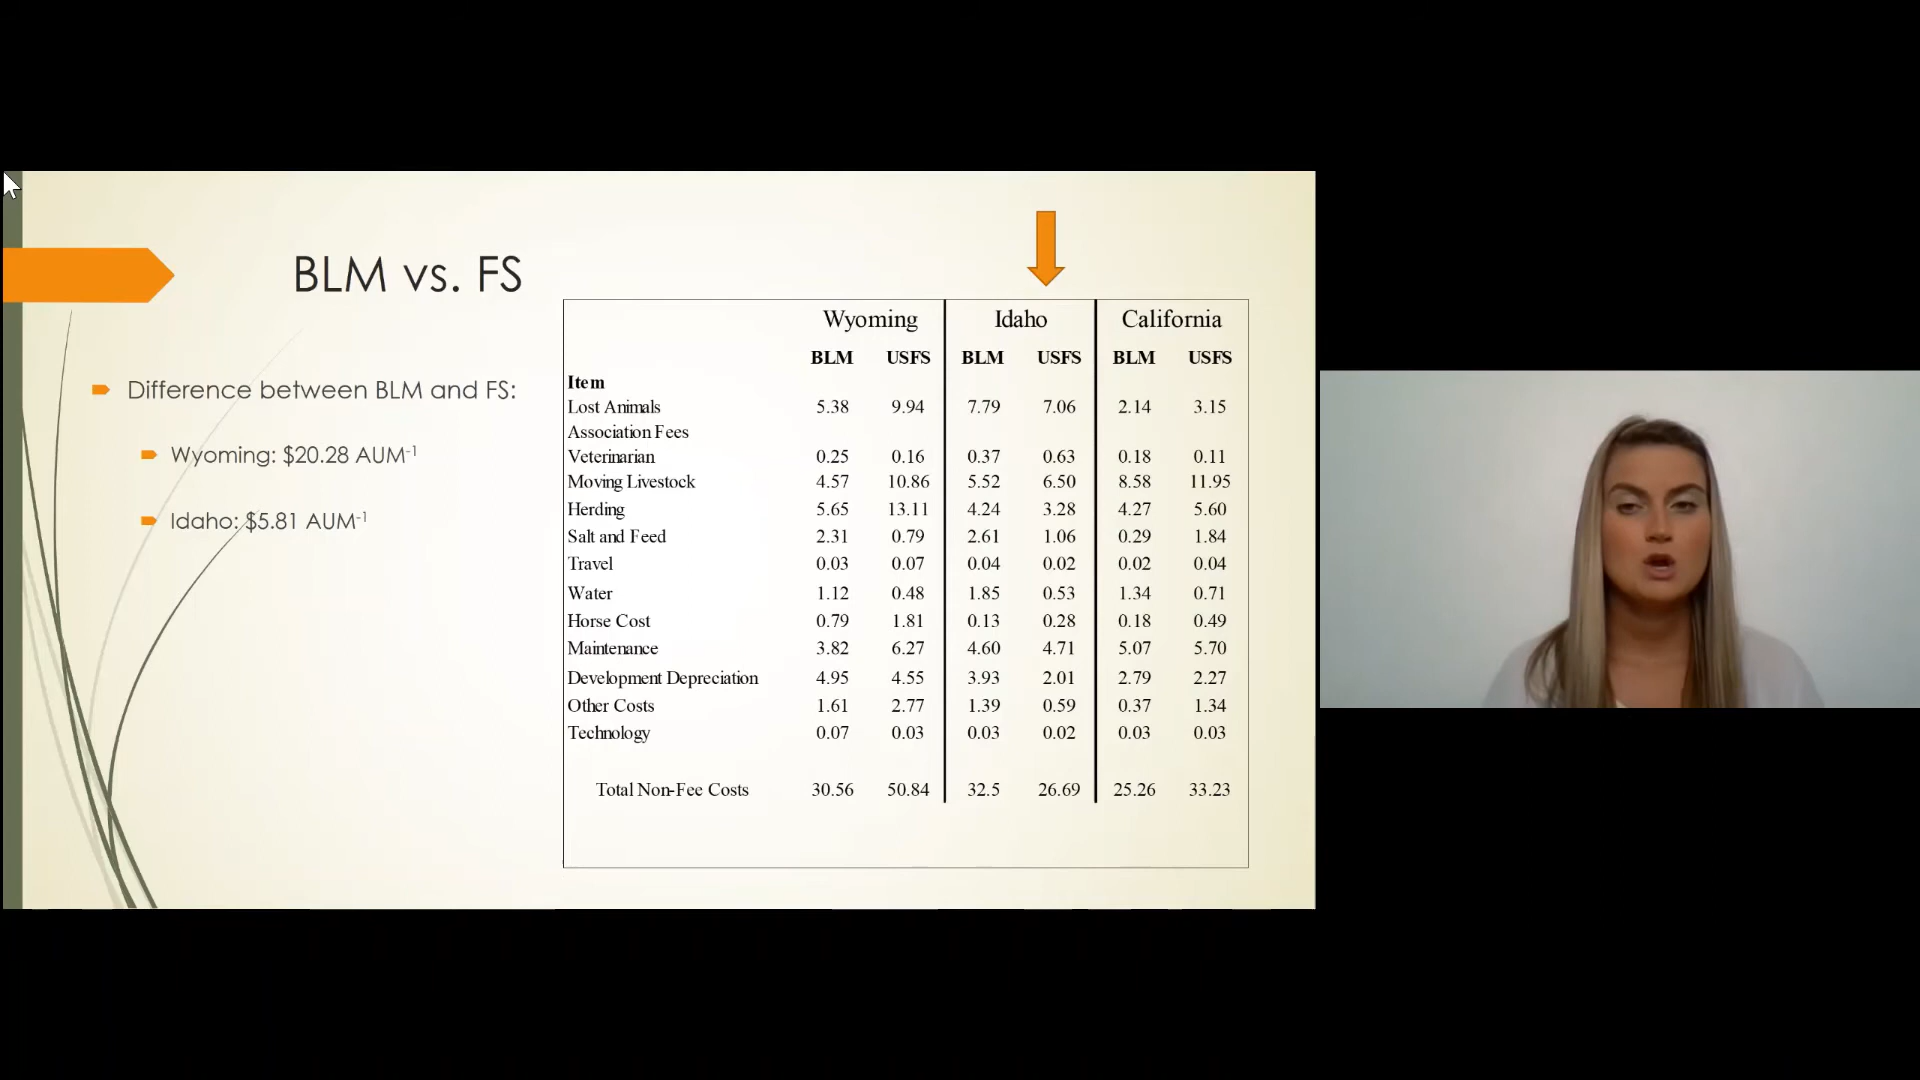 BLM vs. FS
Difference between BLM and FS:
Wyoming: $20.28 AUM-1
Idaho: $5.81 AUM-1
Wyoming Idaho California
BLM USFS BLM USFS BLM USFS
Item
Lost Animals 5.38 9.94 7.79 7.06 2.14 3.15
Association Fees
Veterinarian 0.25 0.16 0.37 0.63 0.18 0.11
Moving Livestock 4.57 10.86 5.52 6.50 8.58 11.95
Herding 5.65 13.11 4.24 3.28 4.27 5.60
Salt and Feed 2.31 0.79 2.61 1.06 0.29 1.84
Travel 0.03 0.07 0.04 0.02 0.02 0.04
Water 1.12 0.48 1.85 0.53 1.34 0.71
Horse Cost 0.79 1.81 0.13 0.28 0.18 0.49
Maintenance 3.82 6.27 4.60 4.71 5.07 5.70
Development Depreciation 4.95 4.55 3.93 2.01 2.79 2.27
Other Costs 1.61 2.77 1.39 0.59 0.37 1.34
Technology 0.07 0.03 0.03 0.02 0.03 0.03
Total Non-Fee Costs 30.56 50.84 32.5 26.69 25.26 33.23